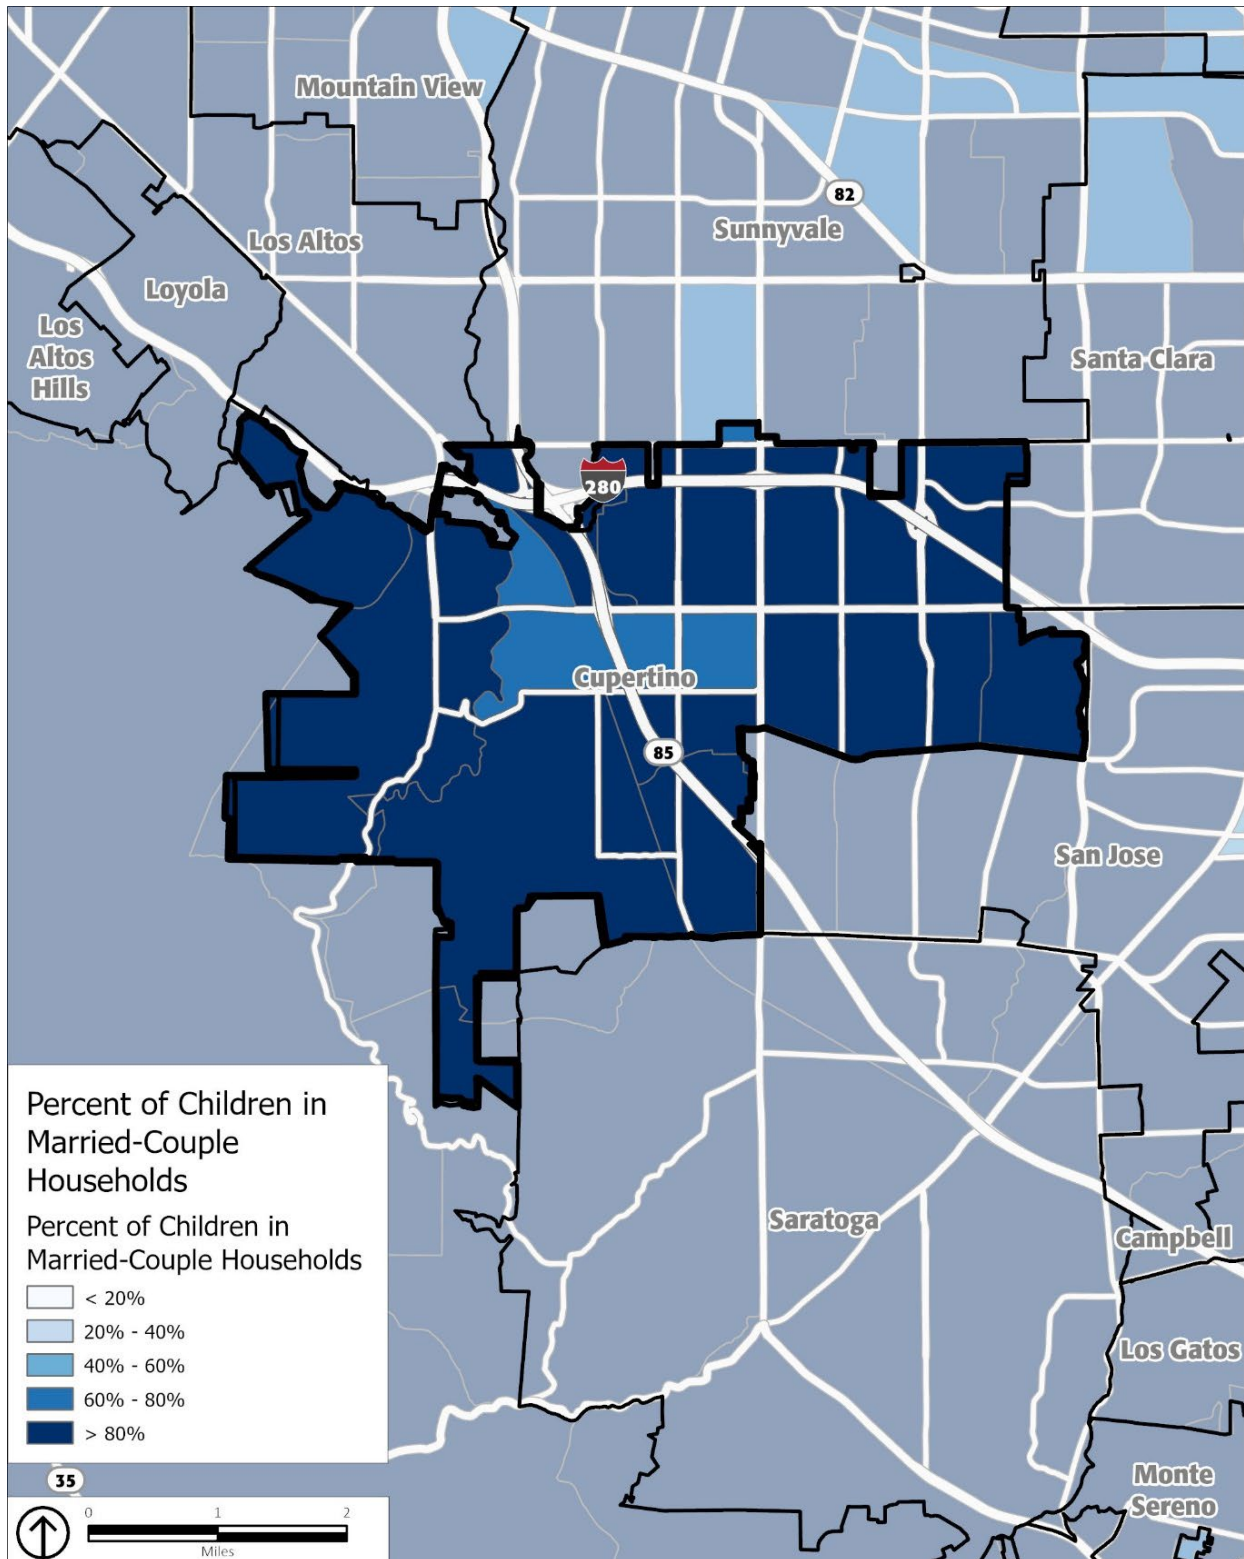 Mountain View
82
Sunnyvale
Los Altos
Loyola
Los
Altos
Hills
Santa Clara
280
Cupertino
85
San Jose
Saratoga
Campbell
Los Gatos
Monte
Sereno
Percent of Children in
Married-Couple
Households
Percent of Children in
Married-Couple Households
< 20%
20% - 40%
40% - 60%
60% - 80%
> 80%
35
0 1 2
Miles